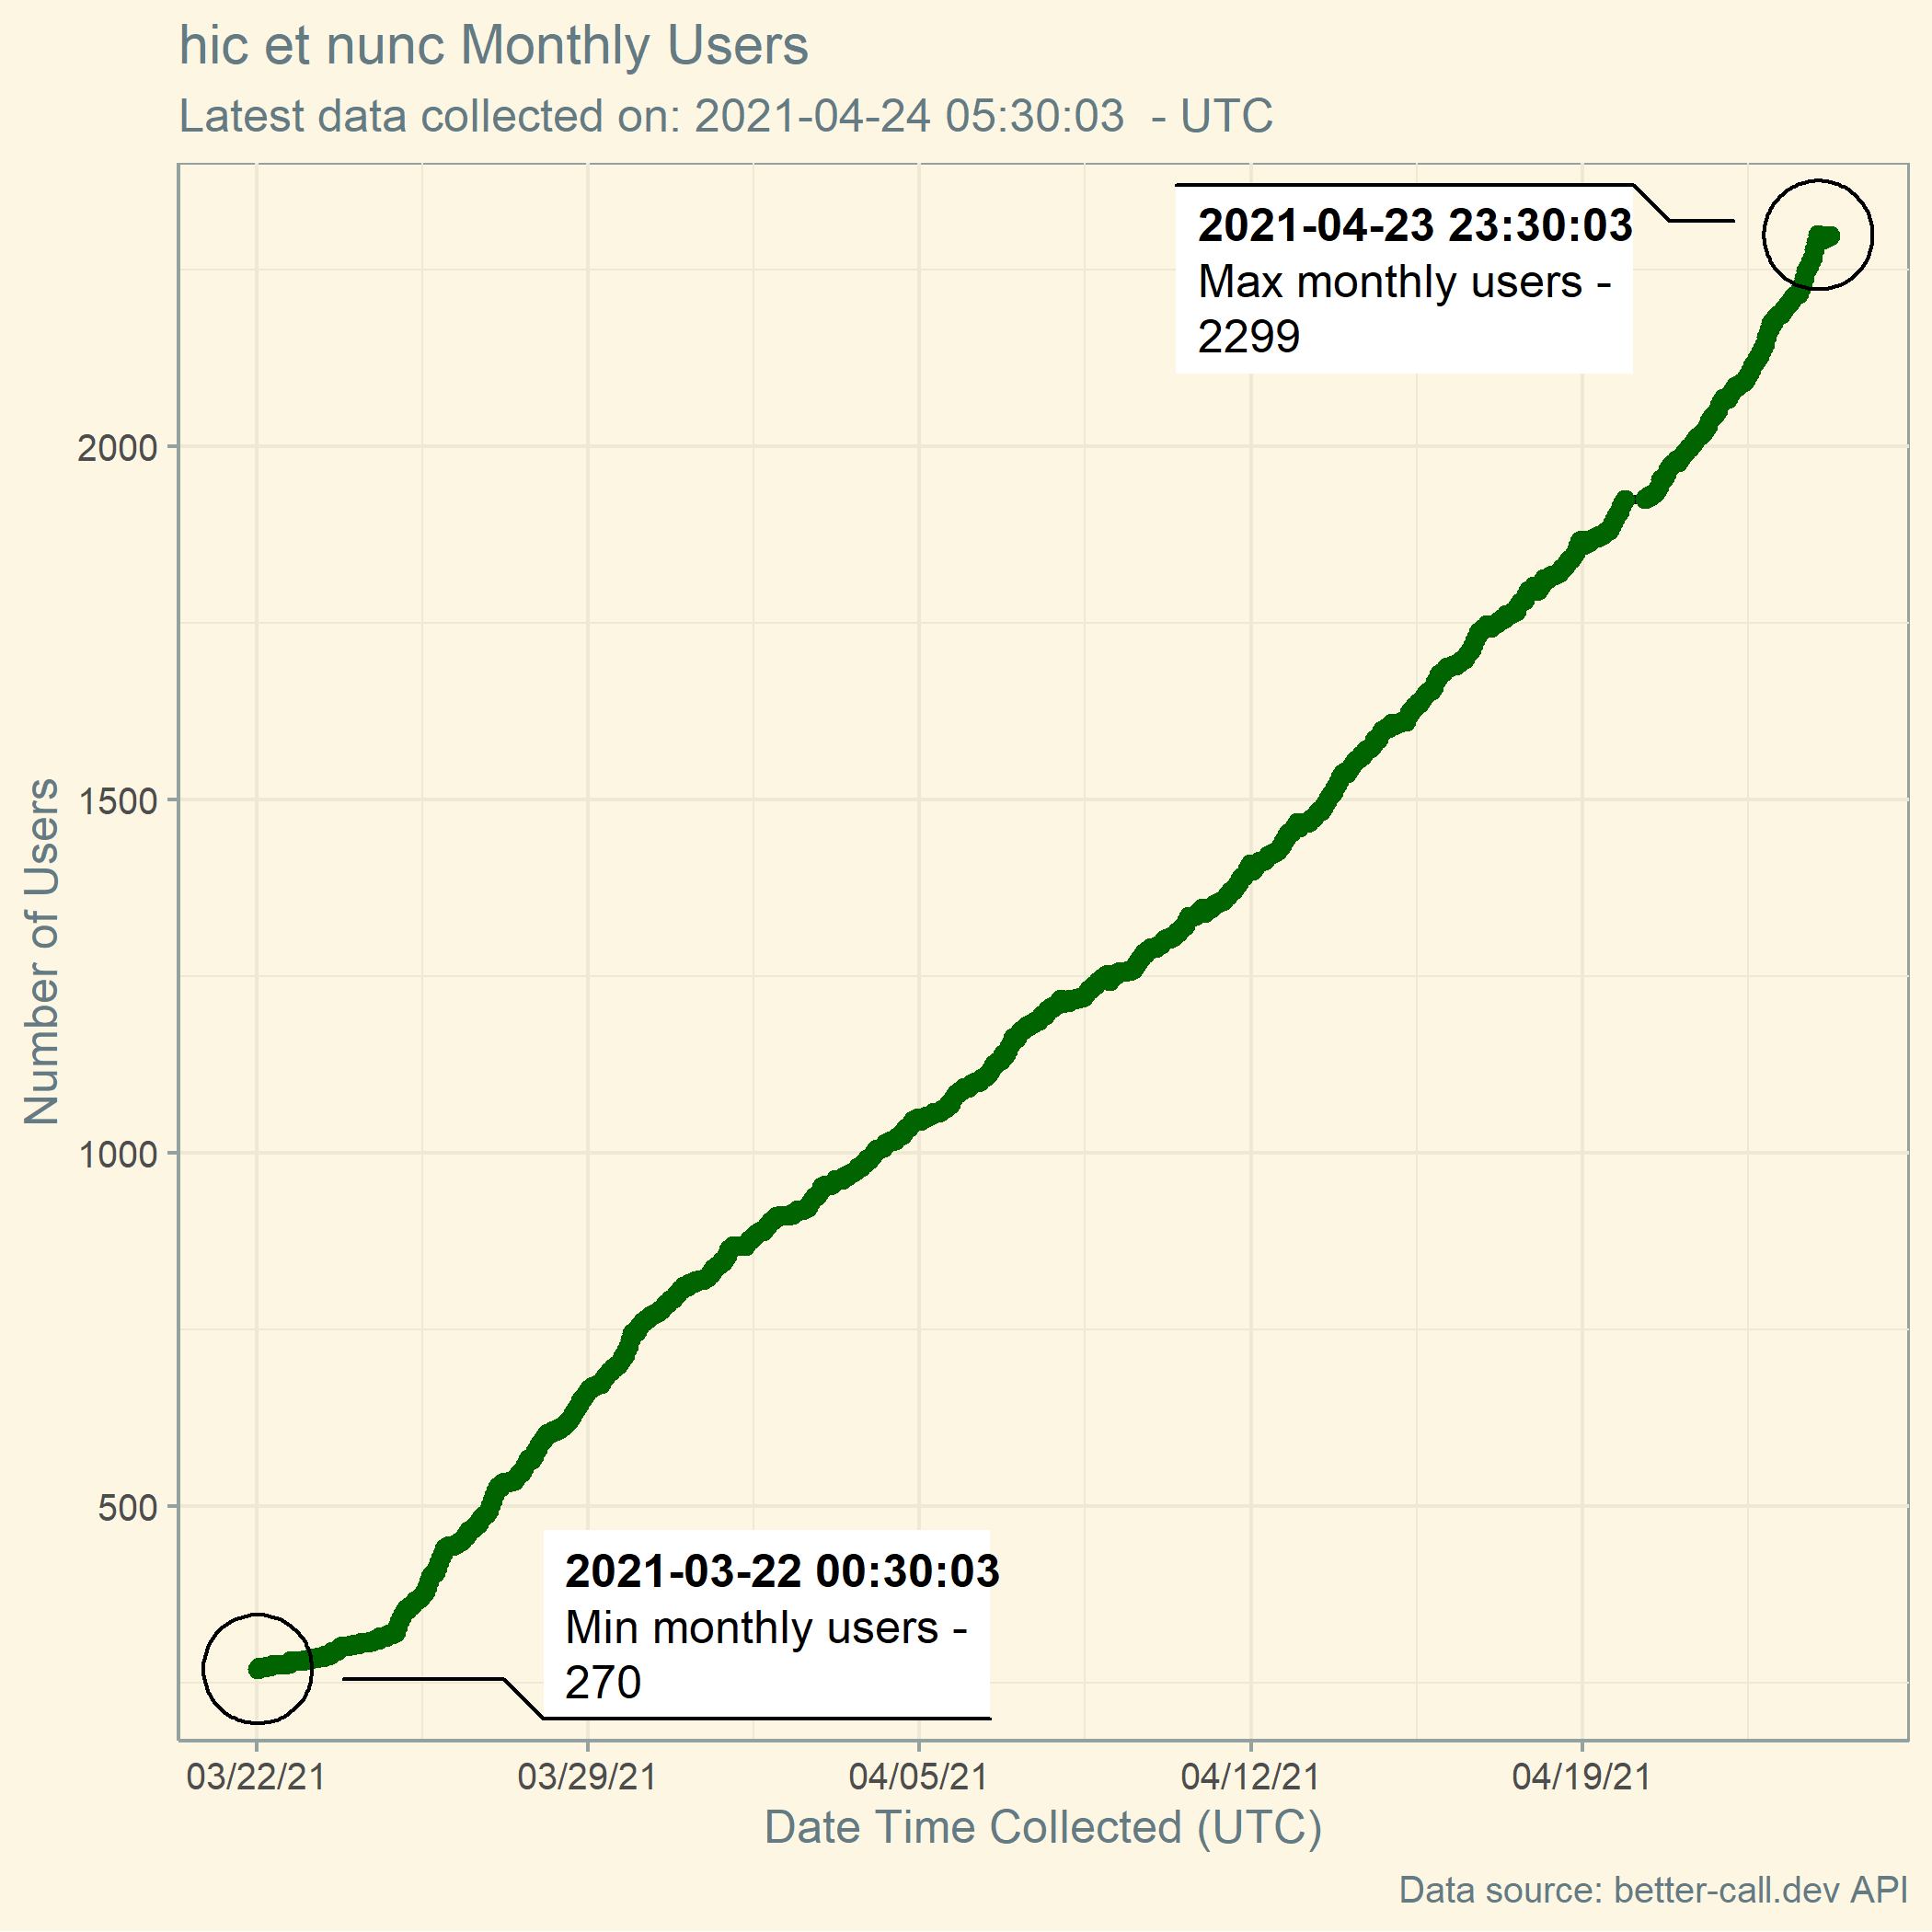 hic et nunc Monthly Users
Latest data collected on: 2021-04-24 05:30:03  - UTC
2021-04-23 23:30:03
Max monthly users -
2299
2000
1500
1000
500
Number of Users
2021-03-22 00:30:03
Min monthly users -
270
03/22/21 03/29/21 04/05/21 04/12/21 04/19/21
Date Time Collected (UTC)
Data source: better-call.dev API